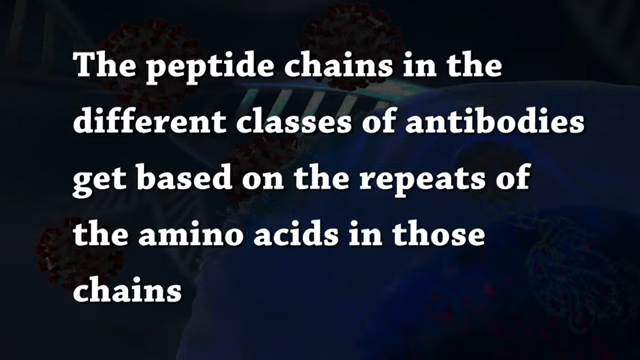 The peptide chains in the
different classes of antibodies
get based on the repeats of
the amino acids in those
chains